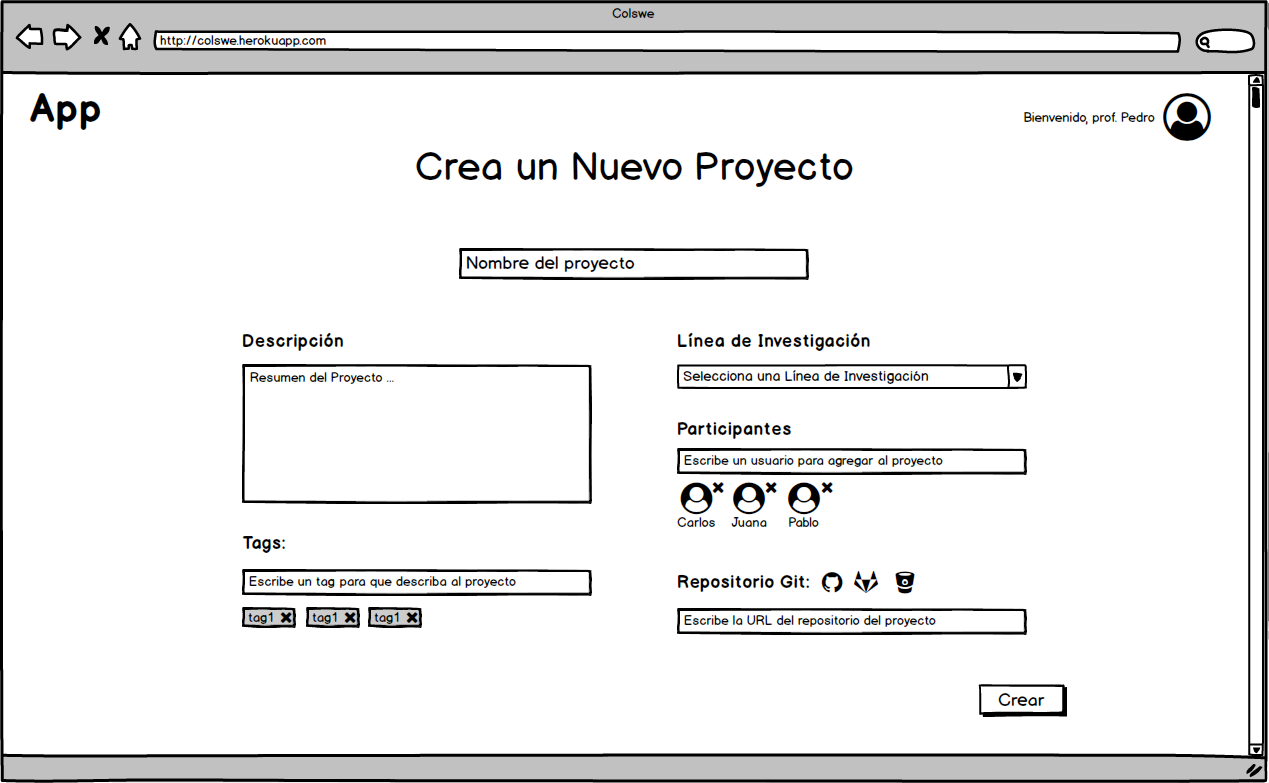 Colswe
http://colswe.herokuapp.com
App
Bienvenido, prof. Pedro
Crea un Nuevo Proyecto
Nombre del proyecto
Descripción
Resumen del Proyecto ...
Tags:
Escribe un tag para que describa al proyecto
tag1 tag1 tag1
Línea de Investigación
Selecciona una Línea de Investigación
Participantes
Escribe un usuario para agregar al proyecto
Carlos Juana Pablo
Repositorio Git:
Escribe la URL del repositorio del proyecto
Crear